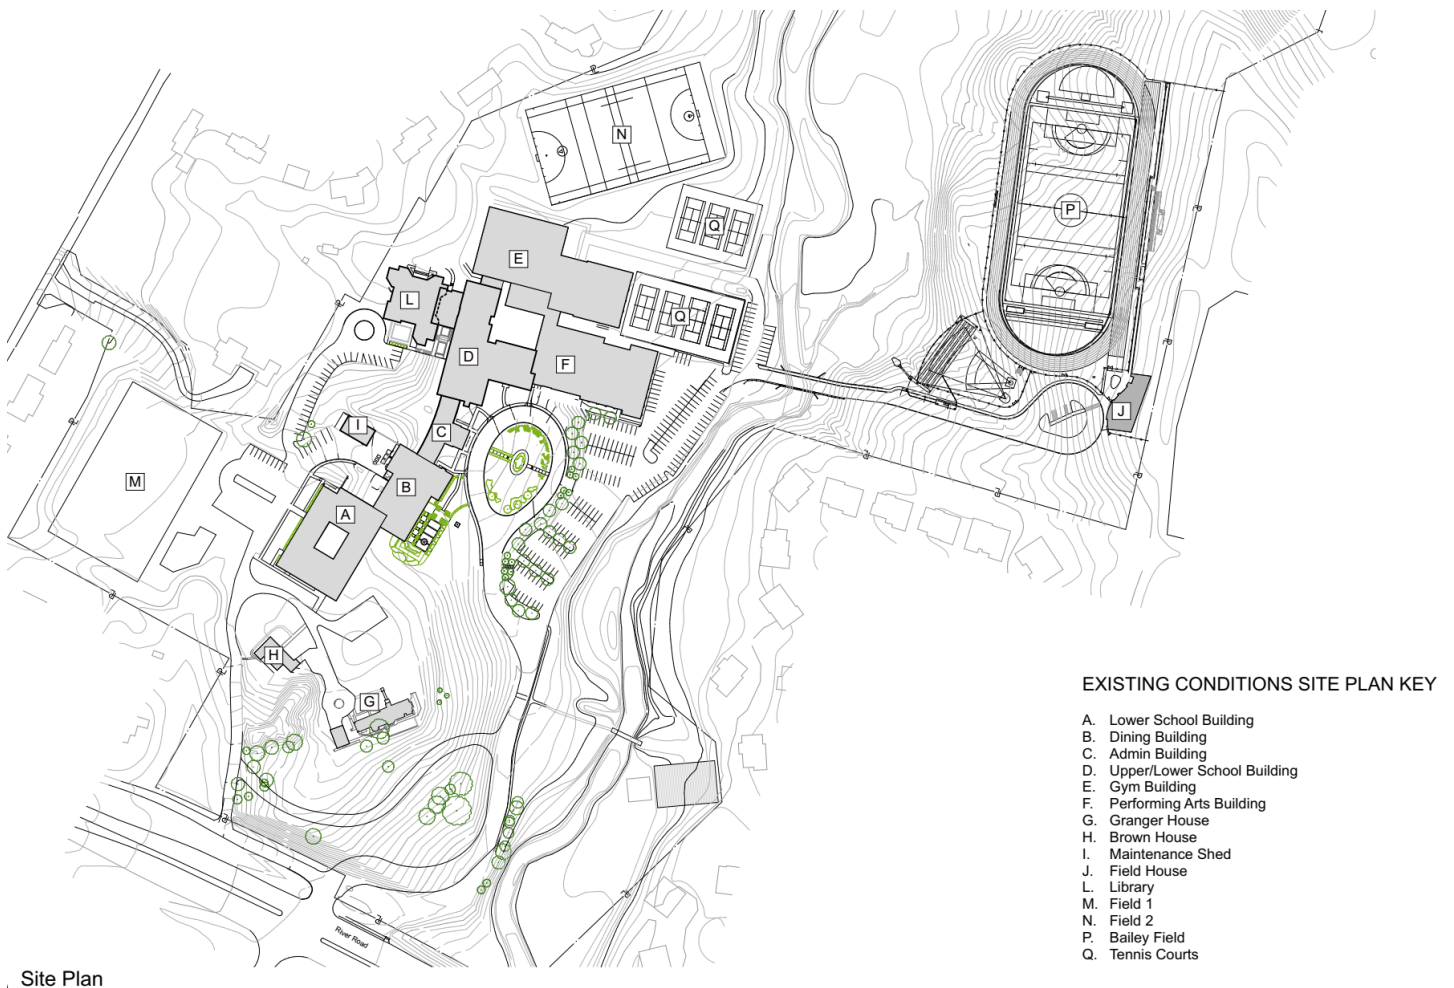 N
P
Q
E
L
Q
D
F
J
I
C
M
B
A
H
G
River Road
EXISTING CONDITIONS SITE PLAN KEY
A. Lower School Building
B. Dining Building
C. Admin Building
D. Upper/Lower School Building
E. Gym Building
F. Performing Arts Building
G. Granger House
H. Brown House
I. Maintenance Shed
J. Field House
L. Library
M. Field 1
N. Field 2
P. Bailey Field
Q. Tennis Courts
Site Plan